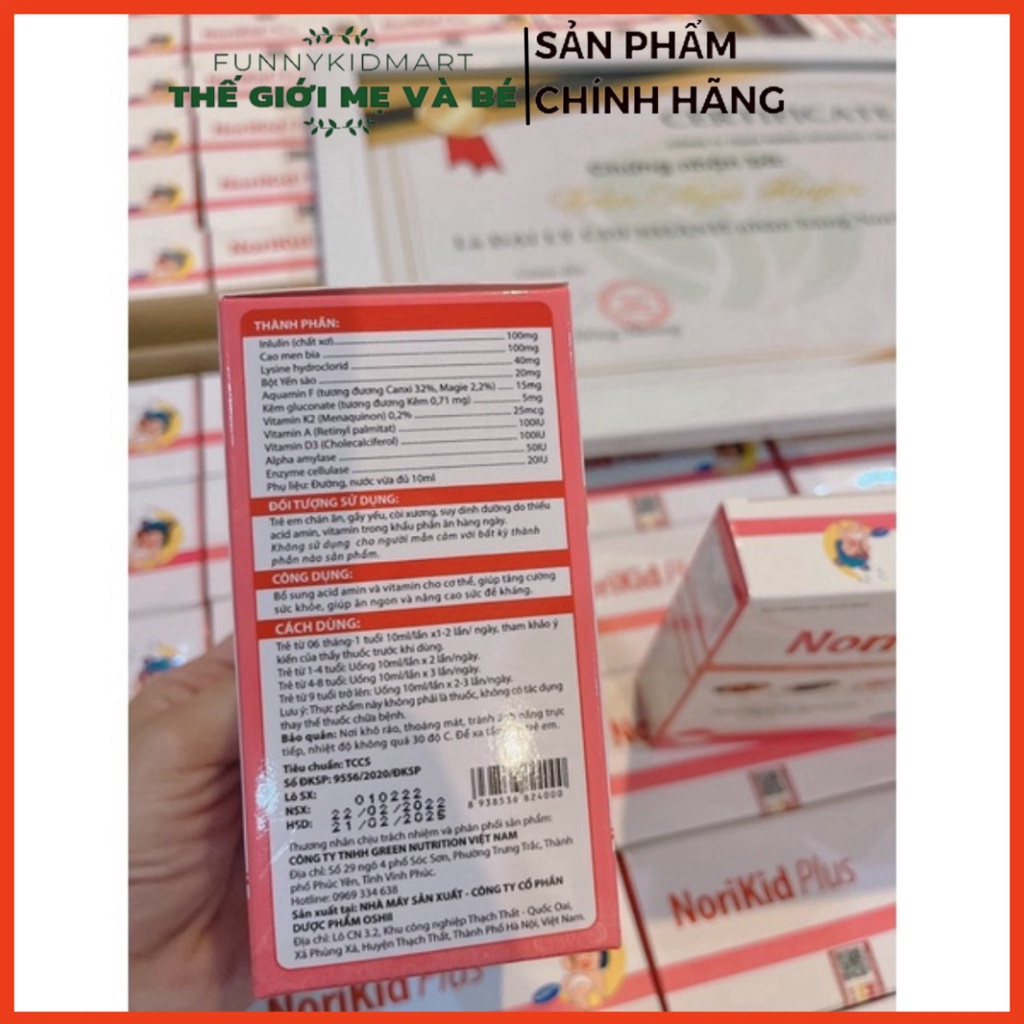 FUNNYKIDMART
THẾ GIỚI MẸ VÀ BÉ
SẢN PHẨM
CHÍNH HÃNG
CERTIFICATE
Chứng nhận
THÀNH PHẦN:
Inlulin (chất xơ) 100mg
Cao men bia 100mg
Lysine hydroclorid 40mg
Bột Yến sào 20mg
Aquamin F (tương đương Canxi 32%, Magie 2,2%) 15mg
Kẽm gluconate (tương đương Kẽm 0,71 mg) 5mg
Vitamin K2 (Menaquinon) 0,2% 25mcg
Vitamin A (Retinyl palmitat) 100IU
Vitamin D3 (Cholecalciferol) 100IU
Alpha amylase 50IU
Enzyme cellulase 20IU
Phụ liệu: Đường, nước vừa đủ 10ml
ĐỐI TƯỢNG SỬ DỤNG:
Trẻ em chán ăn, gầy yếu, còi xương, suy dinh dưỡng do thiếu
acid amin, vitamin trong khẩu phần ăn hàng ngày.
Không sử dụng cho người mẫn cảm với bất kỳ thành
phần nào sản phẩm.
CÔNG DỤNG:
Bổ sung acid amin và vitamin cho cơ thể, giúp tăng cường
sức khỏe, giúp ăn ngon và nâng cao sức đề kháng.
CÁCH DÙNG:
Trẻ từ 06 tháng-1 tuổi 10ml/lần x1-2 lần/ ngày, tham khảo ý
kiến của thầy thuốc trước khi dùng.
Trẻ từ 1-4 tuổi: Uống 10ml/lần x 2 lần/ngày.
Trẻ từ 4-8 tuổi: Uống 10ml/lần x 3 lần/ngày.
Trẻ từ 9 tuổi trở lên: Uống 10ml/lần x 2-3 lần/ngày.
Lưu ý: Thực phẩm này không phải là thuốc, không có tác dụng
thay thế thuốc chữa bệnh.
Bảo quản: Nơi khô ráo, thoáng mát, tránh ánh nắng trực
tiếp, nhiệt độ không quá 30 độ C. Để xa tầm trẻ em.
Tiêu chuẩn: TCCS
Số ĐKSP: 9556/2020/ĐKSP
Lô SX: 010222
NSX: 22/02/2022
HSD: 21/02/2025
8 938536 824000
Thương nhân chịu trách nhiệm và phân phối sản phẩm:
CÔNG TY TNHH GREEN NUTRITION VIỆT NAM
Địa chỉ: Số 29 ngõ 4 phố Sóc Sơn, Phường Trưng Trắc, Thành
phố Phúc Yên, Tỉnh Vĩnh Phúc.
Hotline: 0969 334 638
Sản xuất tại: NHÀ MÁY SẢN XUẤT - CÔNG TY CỔ PHẦN
DƯỢC PHẨM OSHII
Địa chỉ: Lô CN 3.2, Khu công nghiệp Thạch Thất - Quốc Oai,
Xã Phùng Xá, Huyện Thạch Thất, Thành Phố Hà Nội, Việt Nam.
NoriKid Plus
Nori
NoriKid Plus
NoriKid Plus